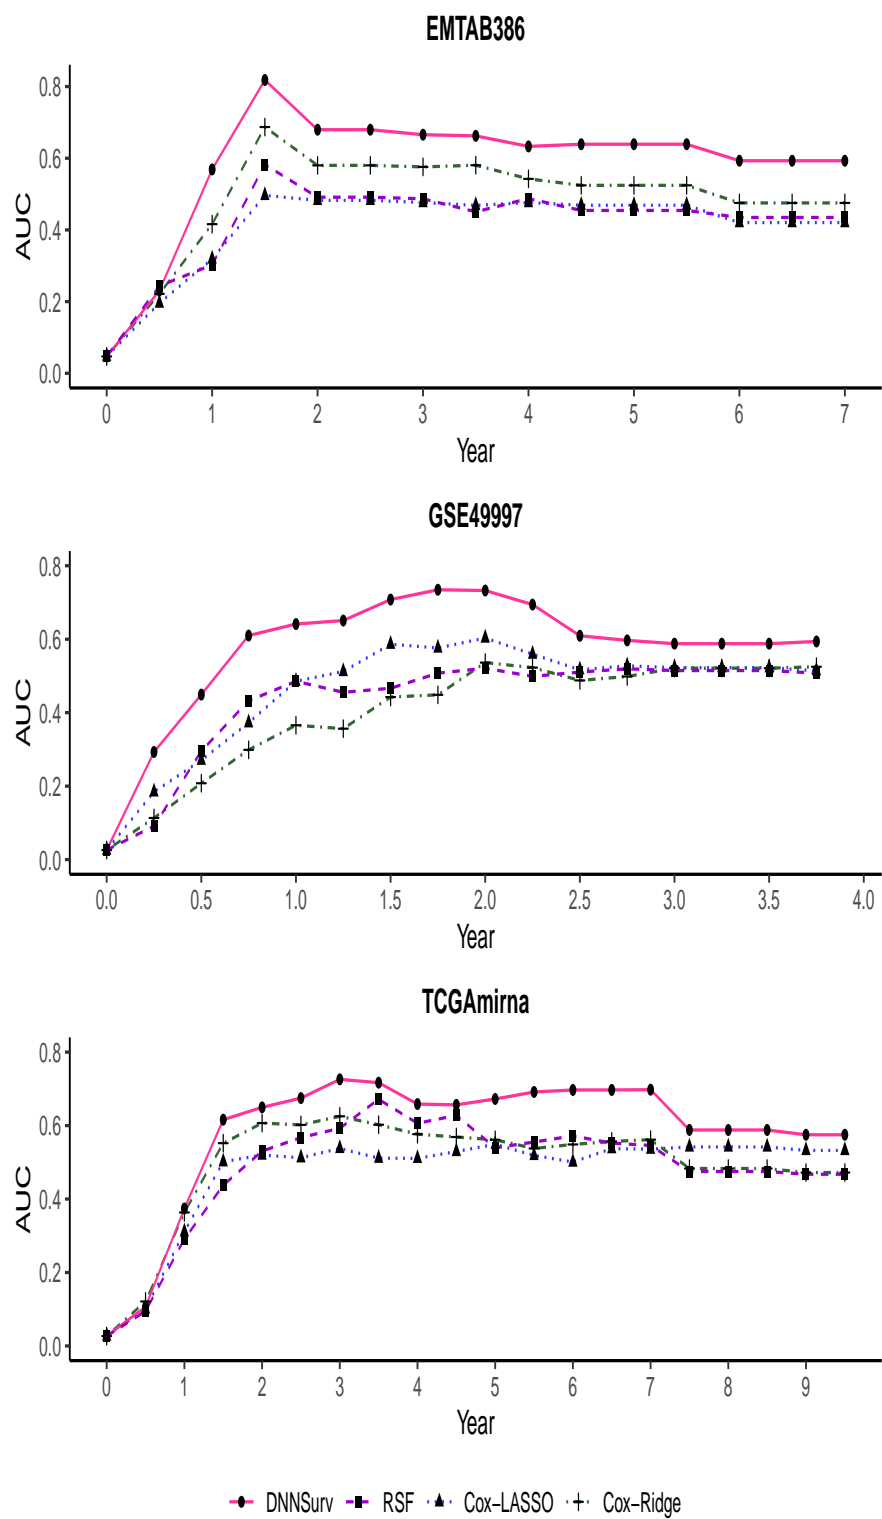 EMTAB386
AUC
0.8
0.6
0.4
0.2
0.0
0 1 2 3 4 5 6 7
Year
GSE49997
AUC
0.8
0.6
0.4
0.2
0.0
0.0 0.5 1.0 1.5 2.0 2.5 3.0 3.5 4.0
Year
TCGAmirna
AUC
0.8
0.6
0.4
0.2
0.0
0 1 2 3 4 5 6 7 8 9
Year
DNNSurv RSF Cox−LASSO Cox−Ridge